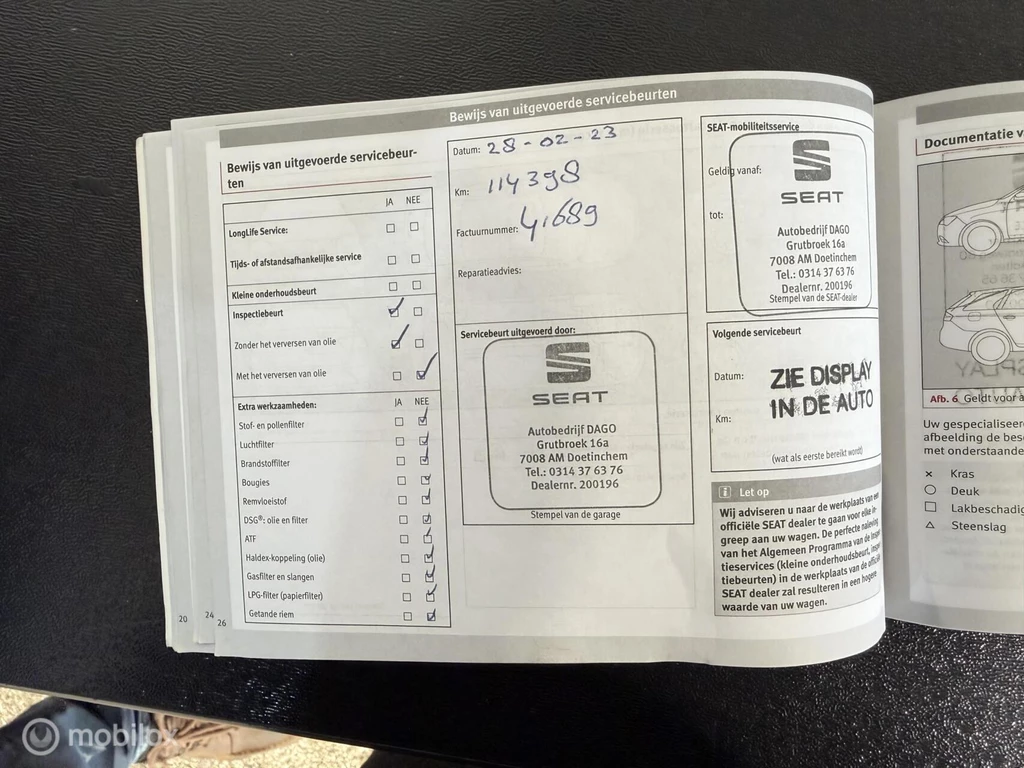 Bewijs van uitgevoerde servicebeurten
Bewijs van uitgevoerde servicebeur-
ten
JA NEE
LongLife Service:
Tijds- of afstandsafhankelijke service
Kleine onderhoudsbeurt
Inspectiebeurt
Zonder het verversen van olie
Met het verversen van olie
Extra werkzaamheden: JA NEE
Stof- en pollenfilter
Luchtfilter
Brandstoffilter
Bougies
Remvloeistof
DSG®: olie en filter
ATF
Haldex-koppeling (olie)
Gasfilter en slangen
LPG-filter (papierfilter)
Getande riem
20
24
26
Datum: 28-02-23
Km: 114398
Factuurnummer: 41689
Reparatieadvies:
Servicebeurt uitgevoerd door:
SEAT
Autobedrijf DAGO
Grutbroek 16a
7008 AM Doetinchem
Tel.: 0314 37 63 76
Dealernr. 200196
Stempel van de garage
SEAT-mobiliteitsservice
Geldig vanaf:
tot:
SEAT
Autobedrijf DAGO
Grutbroek 16a
7008 AM Doetinchem
Tel.: 0314 37 63 76
Dealernr. 200196
Stempel van de SEAT-dealer
Volgende servicebeurt
Datum: ZIE DISPLAY
Km: IN DE AUTO
(wat als eerste bereikt wordt)
i Let op
Wij adviseren u naar de werkplaats van een
officiële SEAT dealer te gaan voor elke in-
greep aan uw wagen. De perfecte naleving
van het Algemeen Programma van de Inspec-
tieservices (kleine onderhoudsbeurt, inspec-
tiebeurten) in de werkplaats van de officiële
SEAT dealer zal resulteren in een hogere
waarde van uw wagen.
Documentatie v
Afb. 6 Geldt voor a
Uw gespecialiseer
afbeelding de bes
met onderstaande
× Kras
○ Deuk
□ Lakbeschadig
△ Steenslag
mobilox